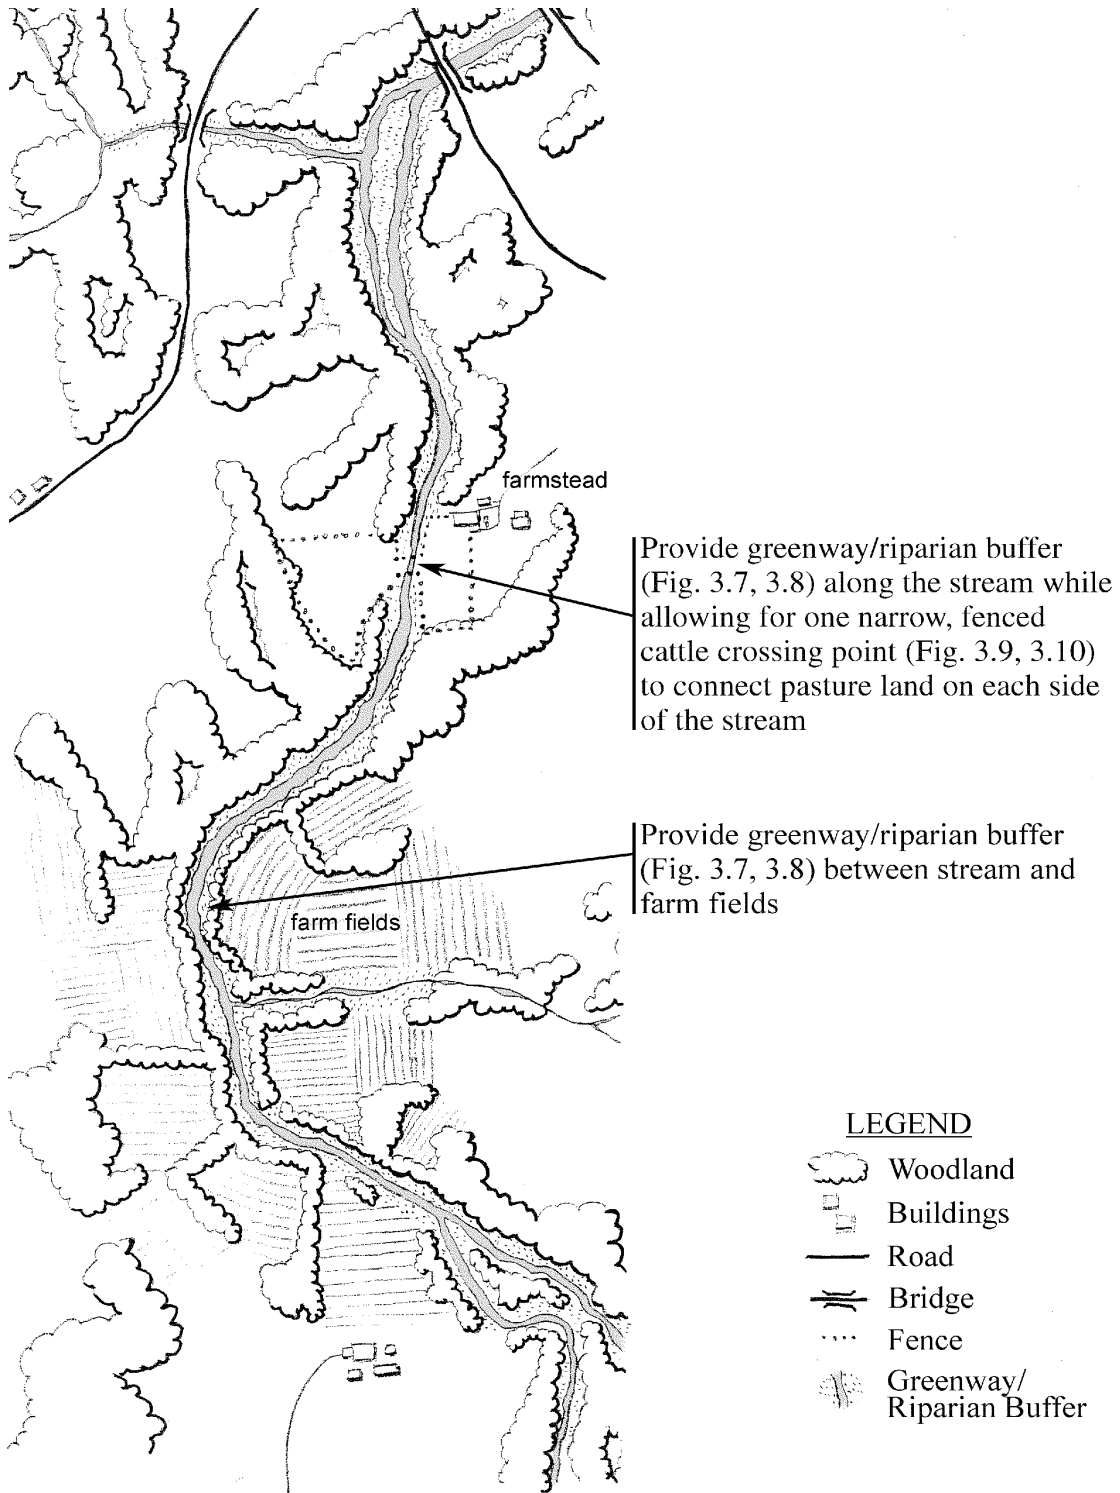 farmstead
Provide greenway/riparian buffer
(Fig. 3.7, 3.8) along the stream while
allowing for one narrow, fenced
cattle crossing point (Fig. 3.9, 3.10)
to connect pasture land on each side
of the stream
Provide greenway/riparian buffer
(Fig. 3.7, 3.8) between stream and
farm fields
farm fields
LEGEND
Woodland
Buildings
Road
Bridge
Fence
Greenway/
Riparian Buffer